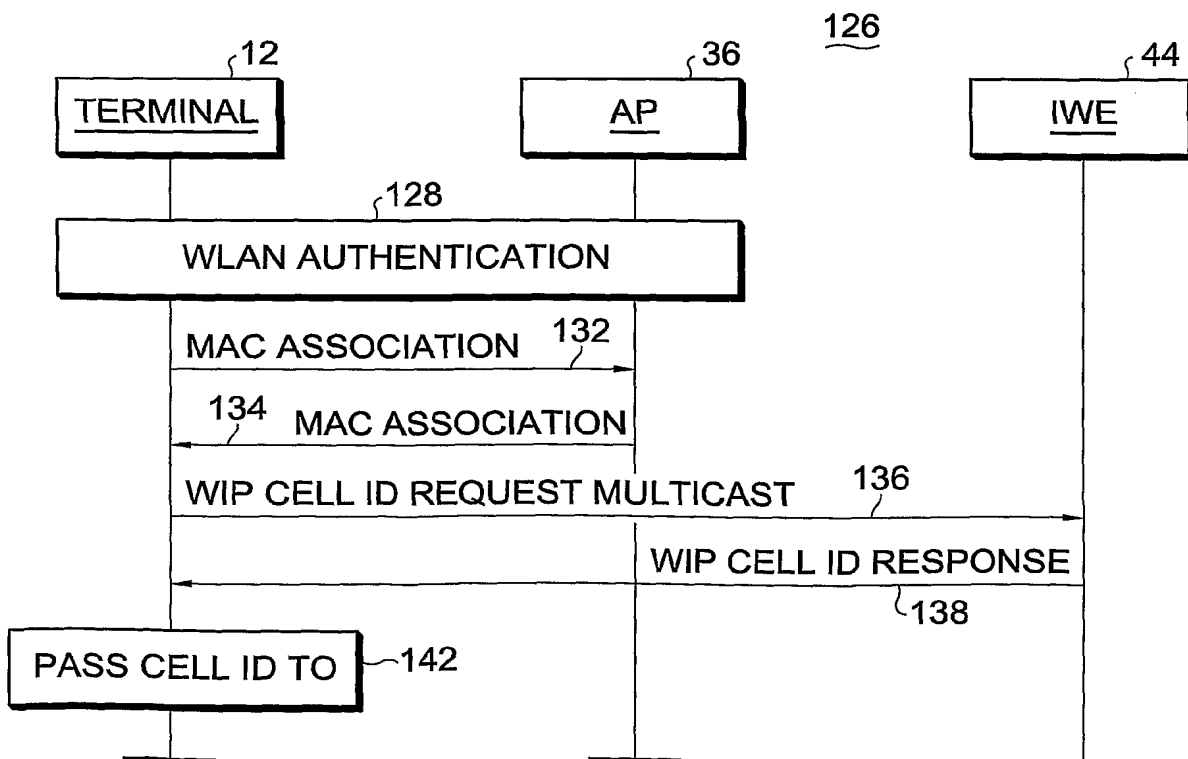 126
12
36
44
TERMINAL
AP
IWE
128
WLAN AUTHENTICATION
MAC ASSOCIATION
132
134
MAC ASSOCIATION
WIP CELL ID REQUEST MULTICAST
136
WIP CELL ID RESPONSE
138
PASS CELL ID TO
142